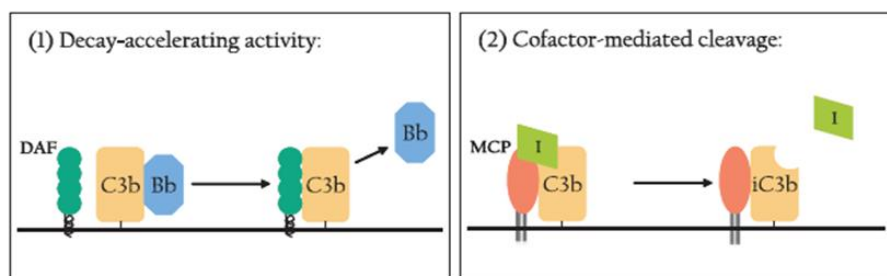 (1) Decay-accelerating activity:
DAF
C3b
Bb
C3b
Bb
(2) Cofactor-mediated cleavage:
MCP
I
C3b
iC3b
I